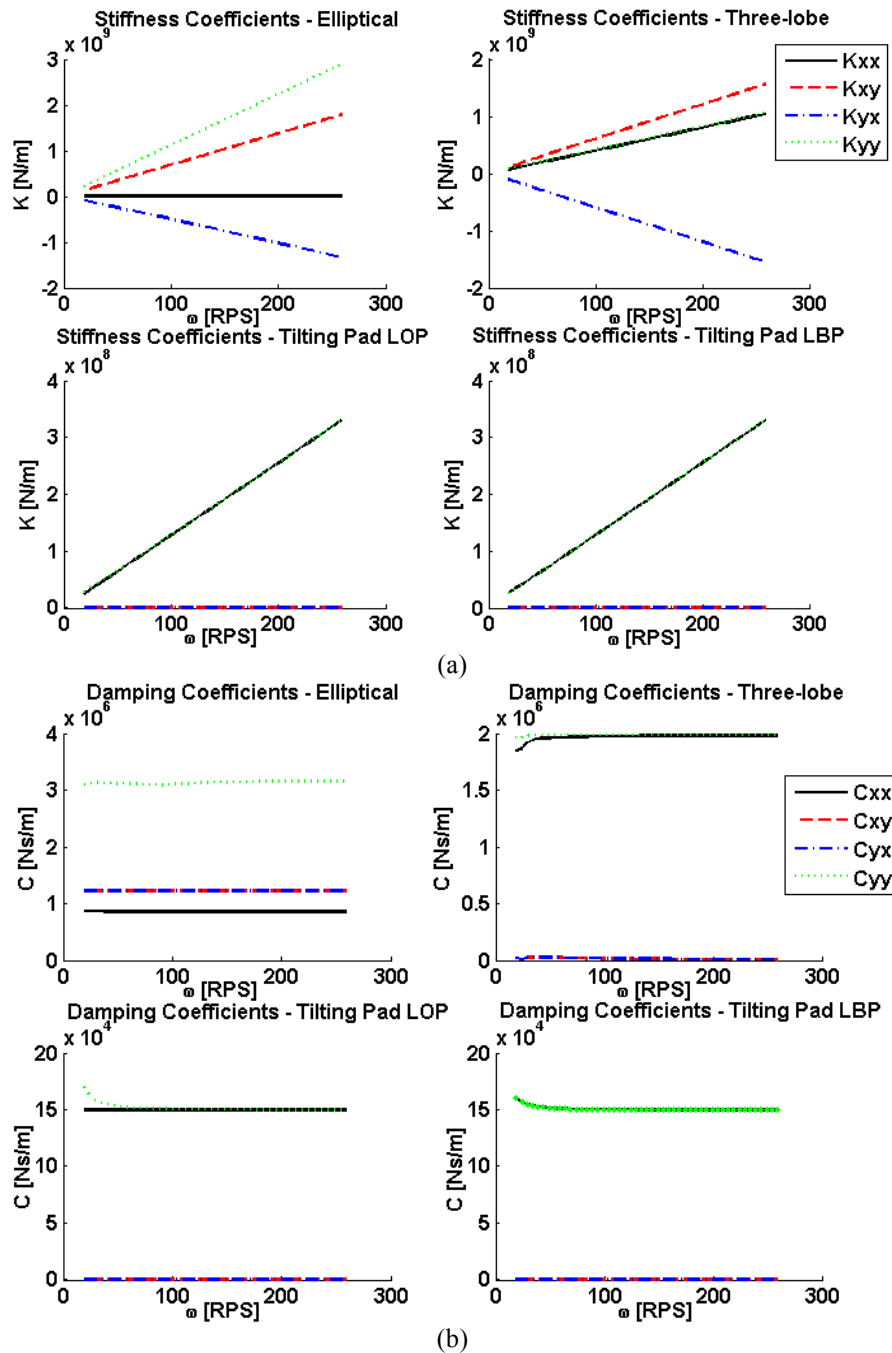 Stiffness Coefficients - Elliptical
x 10^9
3
2
1
0
-1
-2
K [N/m]
0
100
200
300
ω [RPS]
Stiffness Coefficients - Three-lobe
x 10^9
2
1
0
-1
-2
K [N/m]
0
100
200
300
ω [RPS]
Kxx
Kxy
Kyx
Kyy
Stiffness Coefficients - Tilting Pad LOP
x 10^8
4
3
2
1
0
K [N/m]
0
100
200
300
ω [RPS]
Stiffness Coefficients - Tilting Pad LBP
x 10^8
4
3
2
1
0
K [N/m]
0
100
200
300
ω [RPS]
(a)
Damping Coefficients - Elliptical
x 10^6
4
3
2
1
0
C [Ns/m]
0
100
200
300
ω [RPS]
Damping Coefficients - Three-lobe
x 10^6
2
1.5
1
0.5
0
C [Ns/m]
0
100
200
300
ω [RPS]
Cxx
Cxy
Cyx
Cyy
Damping Coefficients - Tilting Pad LOP
x 10^4
20
15
10
5
0
C [Ns/m]
0
100
200
300
ω [RPS]
Damping Coefficients - Tilting Pad LBP
x 10^4
20
15
10
5
0
C [Ns/m]
0
100
200
300
ω [RPS]
(b)